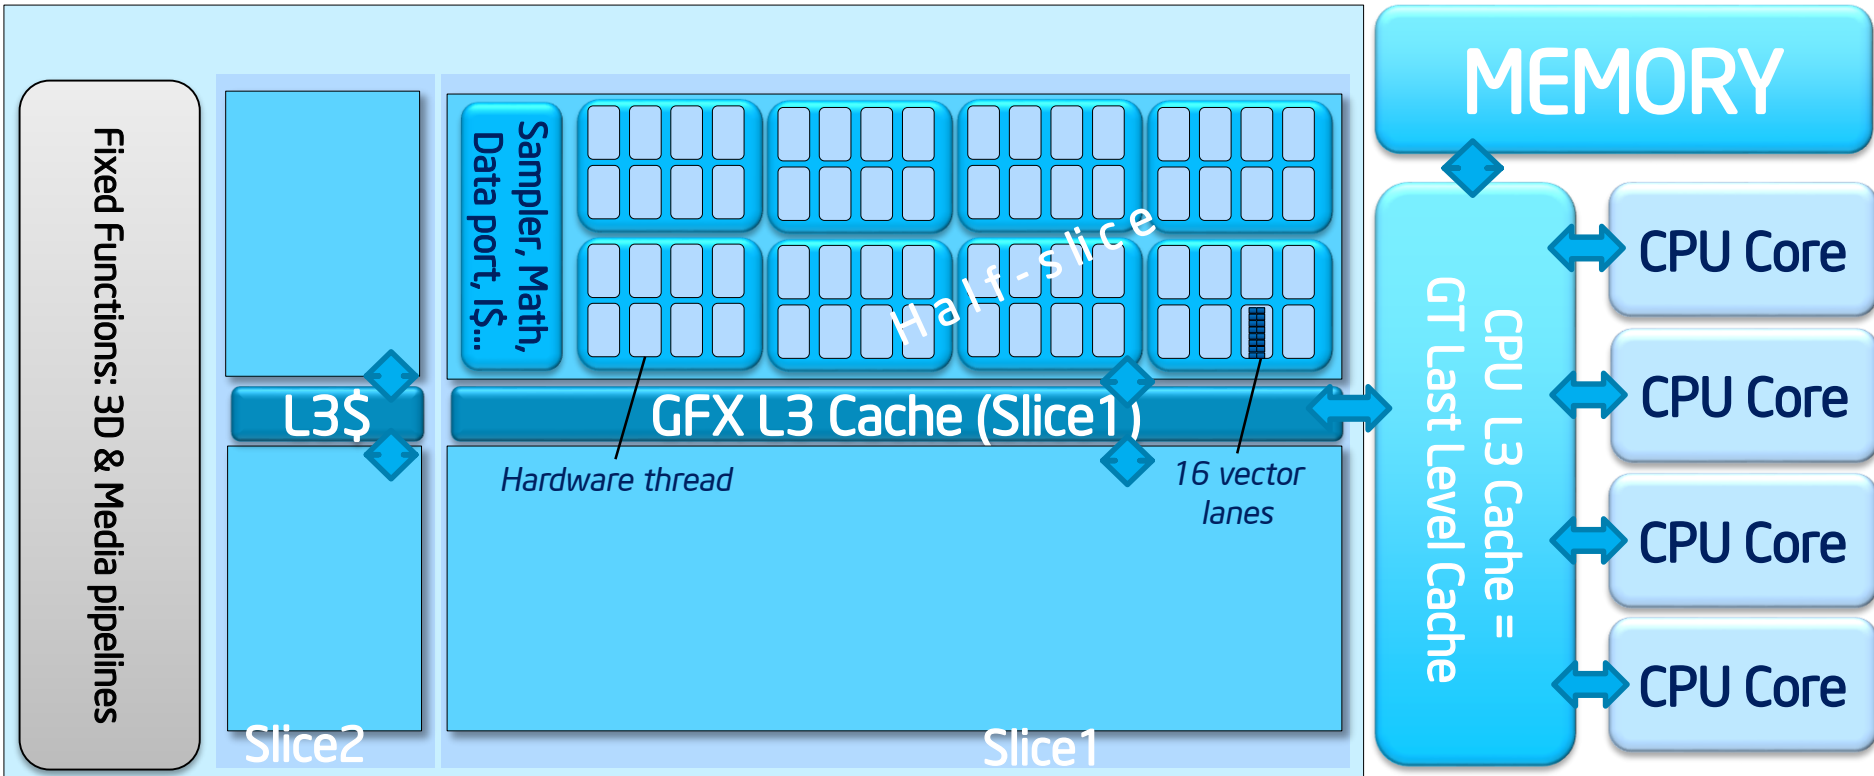 Fixed Functions: 3D & Media pipelines
Sampler, Math,
Data port, I$...
Half-slice
L3$
GFX L3 Cache (Slice1)
Hardware thread
16 vector
lanes
Slice2
Slice1
MEMORY
CPU L3 Cache =
GT Last Level Cache
CPU Core
CPU Core
CPU Core
CPU Core